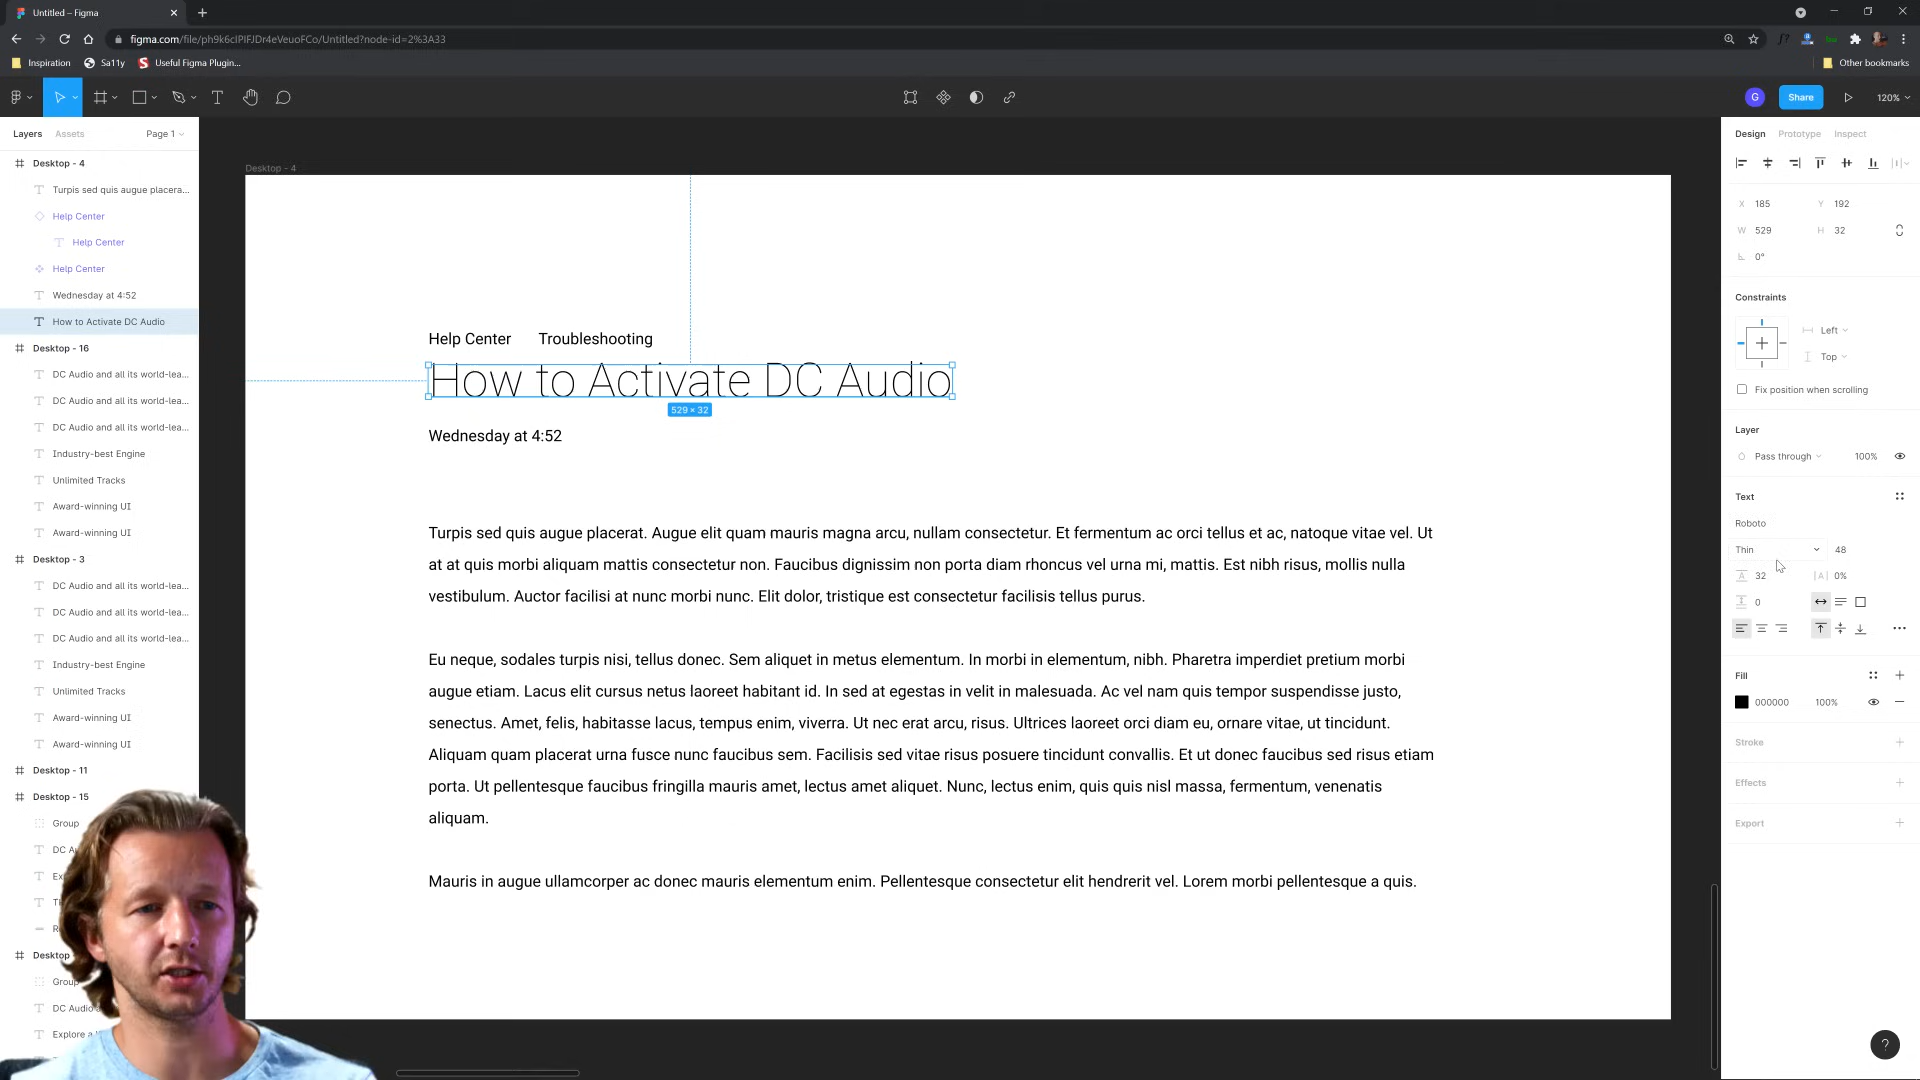 Untitled – Figma
figma.com/file/ph9k6cIPIFJDr4eVeuoFCo/Untitled?node-id=2%3A33
Inspiration
Sa11y
Useful Figma Plugin...
Other bookmarks
G
Share
120%
Layers
Assets
Page 1
Desktop - 4
Turpis sed quis augue placera...
Help Center
Help Center
Help Center
Wednesday at 4:52
How to Activate DC Audio
Desktop - 16
DC Audio and all its world-lea...
DC Audio and all its world-lea...
DC Audio and all its world-lea...
Industry-best Engine
Unlimited Tracks
Award-winning UI
Award-winning UI
Desktop - 3
DC Audio and all its world-lea...
DC Audio and all its world-lea...
DC Audio and all its world-lea...
Industry-best Engine
Unlimited Tracks
Award-winning UI
Award-winning UI
Desktop - 11
Desktop - 15
Group
Desktop
Group
DC Audio
Explore a
Desktop - 4
Help Center Troubleshooting
How to Activate DC Audio
529 × 32
Wednesday at 4:52
Turpis sed quis augue placerat. Augue elit quam mauris magna arcu, nullam consectetur. Et fermentum ac orci tellus et ac, natoque vitae vel. Ut
at at quis morbi aliquam mattis consectetur non. Faucibus dignissim non porta diam rhoncus vel urna mi, mattis. Est nibh risus, mollis nulla
vestibulum. Auctor facilisi at nunc morbi nunc. Elit dolor, tristique est consectetur facilisis tellus purus.
Eu neque, sodales turpis nisi, tellus donec. Sem aliquet in metus elementum. In morbi in elementum, nibh. Pharetra imperdiet pretium morbi
augue etiam. Lacus elit cursus netus laoreet habitant id. In sed at egestas in velit in malesuada. Ac vel nam quis tempor suspendisse justo,
senectus. Amet, felis, habitasse lacus, tempus enim, viverra. Ut nec erat arcu, risus. Ultrices laoreet orci diam eu, ornare vitae, ut tincidunt.
Aliquam quam placerat urna fusce nunc faucibus sem. Facilisis sed vitae risus posuere tincidunt convallis. Et ut donec faucibus sed risus etiam
porta. Ut pellentesque faucibus fringilla mauris amet, lectus amet aliquet. Nunc, lectus enim, quis quis nisl massa, fermentum, venenatis
aliquam.
Mauris in augue ullamcorper ac donec mauris elementum enim. Pellentesque consectetur elit hendrerit vel. Lorem morbi pellentesque a quis.
Design
Prototype
Inspect
X 185 Y 192
W 529 H 32
0°
Constraints
Left
Top
Fix position when scrolling
Layer
Pass through 100%
Text
Roboto
Thin 48
32 0%
0
Fill
000000 100%
Stroke
Effects
Export
?